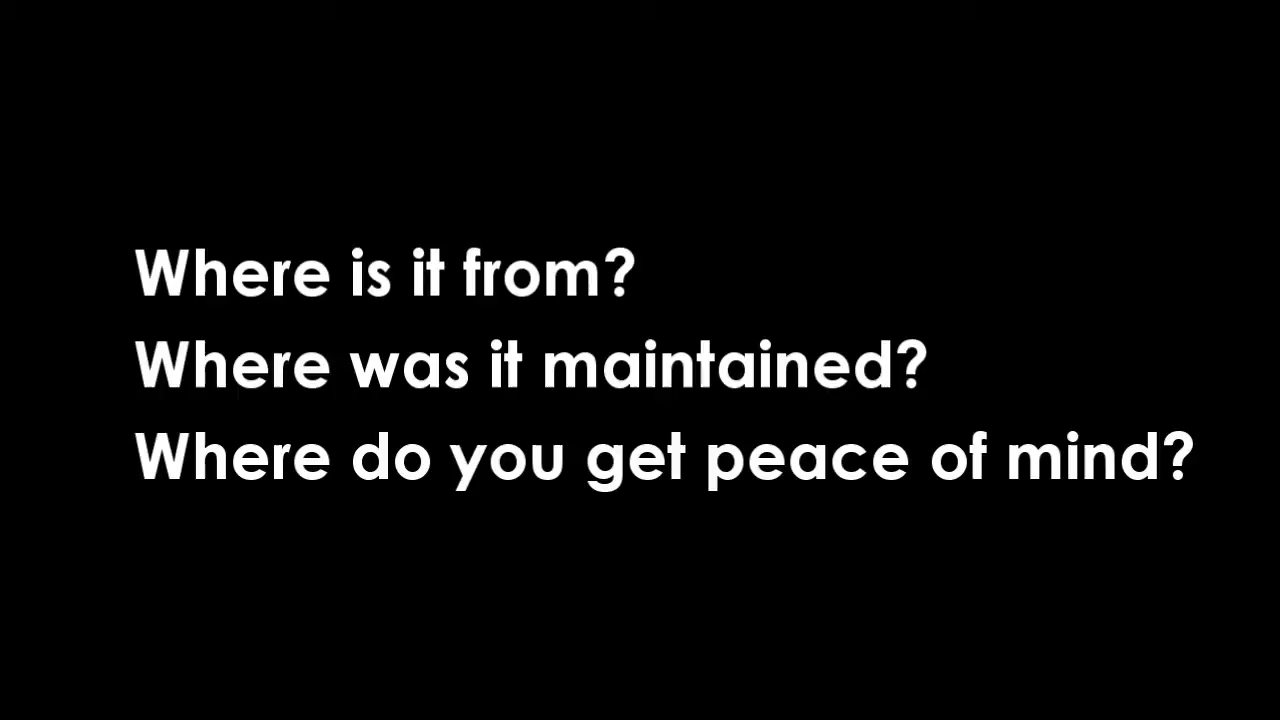 Where is it from?
Where was it maintained?
Where do you get peace of mind?